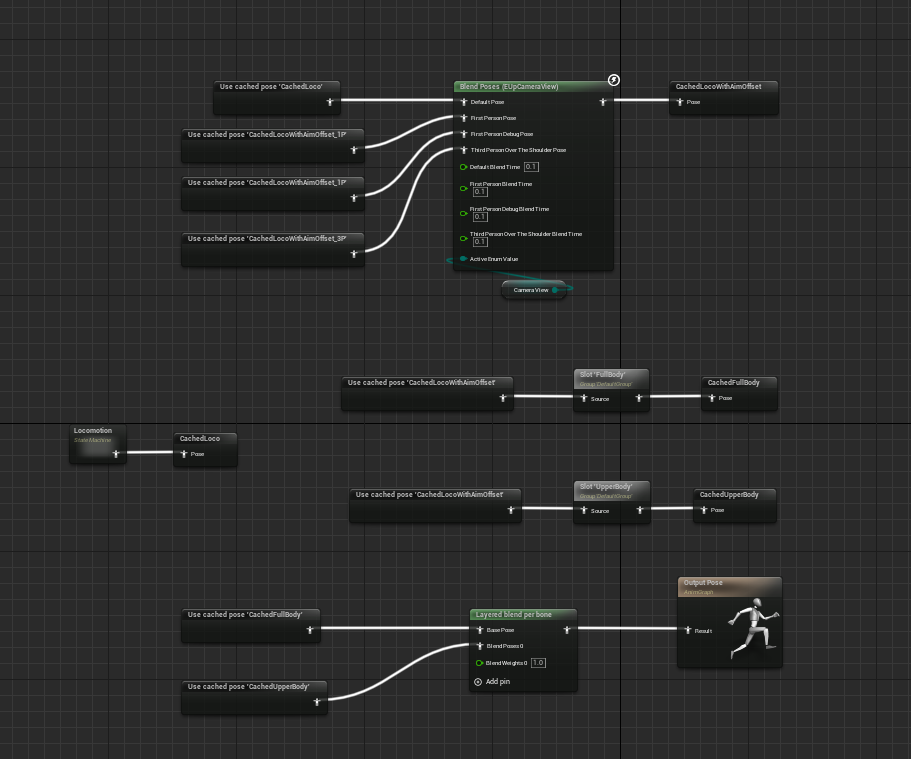 Use cached pose 'CachedLoco'
Blend Poses (EUpCameraView)
CachedLocoWithAimOffset
Default Pose
Pose
First Person Pose
Use cached pose 'CachedLocoWithAimOffset_1P'
First Person Debug Pose
Third Person Over The Shoulder Pose
Default Blend Time 0.1
Use cached pose 'CachedLocoWithAimOffset_1P'
First Person Blend Time
0.1
First Person Debug Blend Time
0.1
Use cached pose 'CachedLocoWithAimOffset_3P'
Third Person Over The Shoulder Blend Time
0.1
Active Enum Value
Camera View
Use cached pose 'CachedLocoWithAimOffset'
Slot 'FullBody'
Group 'DefaultGroup'
Source
CachedFullBody
Pose
Locomotion
State Machine
CachedLoco
Pose
Use cached pose 'CachedLocoWithAimOffset'
Slot 'UpperBody'
Group 'DefaultGroup'
Source
CachedUpperBody
Pose
Output Pose
AnimGraph
Result
Use cached pose 'CachedFullBody'
Layered blend per bone
Base Pose
Blend Poses 0
Blend Weights 0 1.0
Add pin
Use cached pose 'CachedUpperBody'